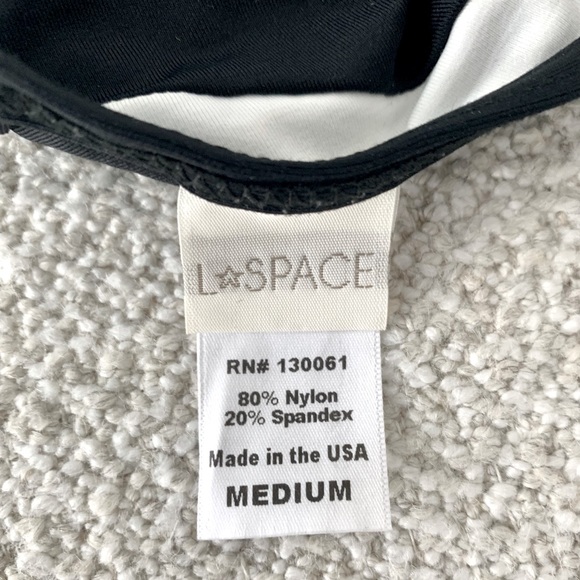 L☆SPACE
RN# 130061
80% Nylon
20% Spandex
Made in the USA
MEDIUM